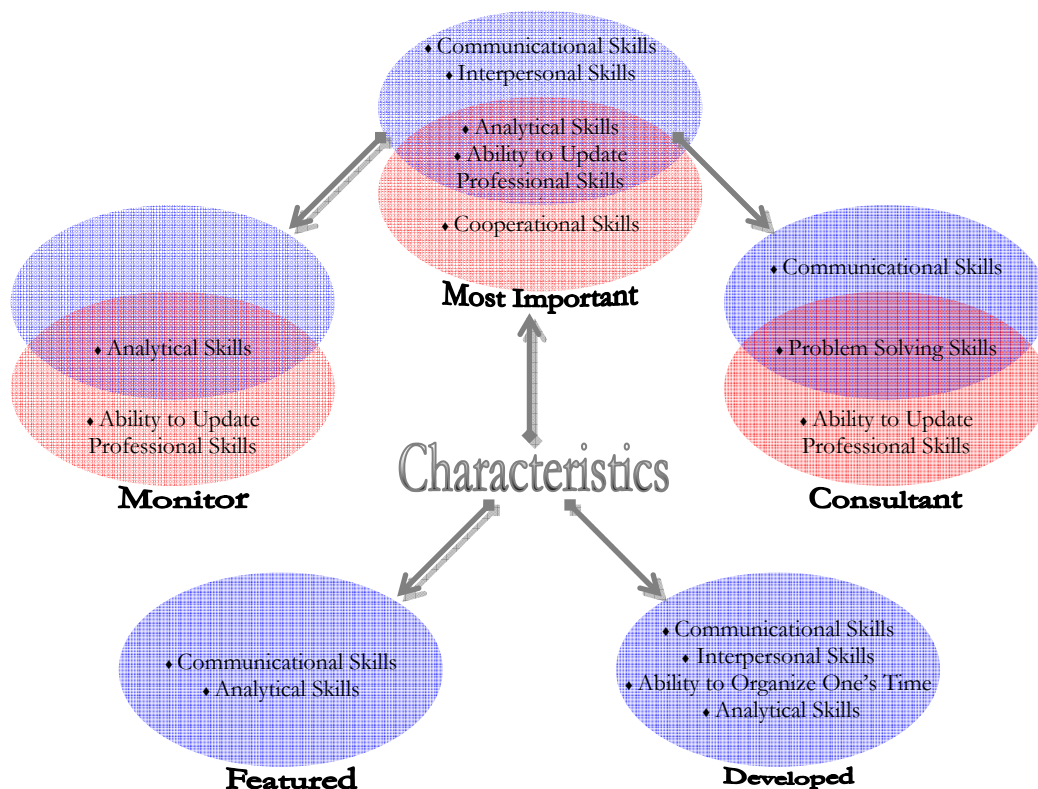 ♦ Communicational Skills
♦ Interpersonal Skills
♦ Analytical Skills
♦ Ability to Update
Professional Skills
♦ Cooperational Skills
Most Important
♦ Analytical Skills
♦ Ability to Update
Professional Skills
Monitor
♦ Communicational Skills
♦ Problem Solving Skills
♦ Ability to Update
Professional Skills
Consultant
Characteristics
♦ Communicational Skills
♦ Analytical Skills
Featured
♦ Communicational Skills
♦ Interpersonal Skills
♦ Ability to Organize One's Time
♦ Analytical Skills
Developed